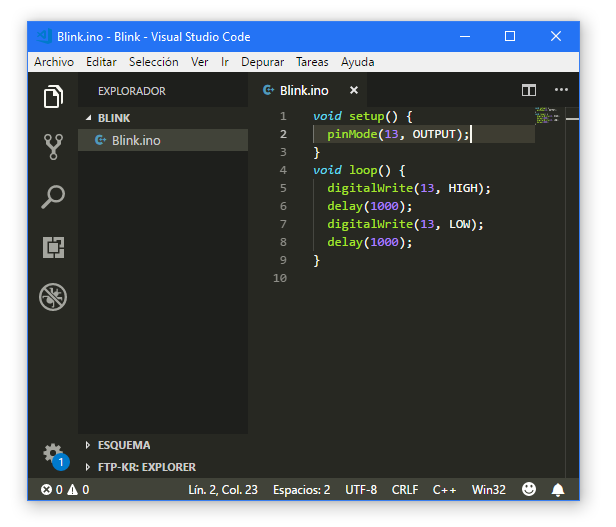 Blink.ino - Blink - Visual Studio Code
Archivo Editar Selección Ver Ir Depurar Tareas Ayuda
EXPLORADOR
BLINK
Blink.ino
ESQUEMA
FTP-KR: EXPLORER
1
Blink.ino
1 void setup() {
2 pinMode(13, OUTPUT);
3 }
4 void loop() {
5 digitalWrite(13, HIGH);
6 delay(1000);
7 digitalWrite(13, LOW);
8 delay(1000);
9 }
10
0 0 Lín. 2, Col. 23 Espacios: 2 UTF-8 CRLF C++ Win32